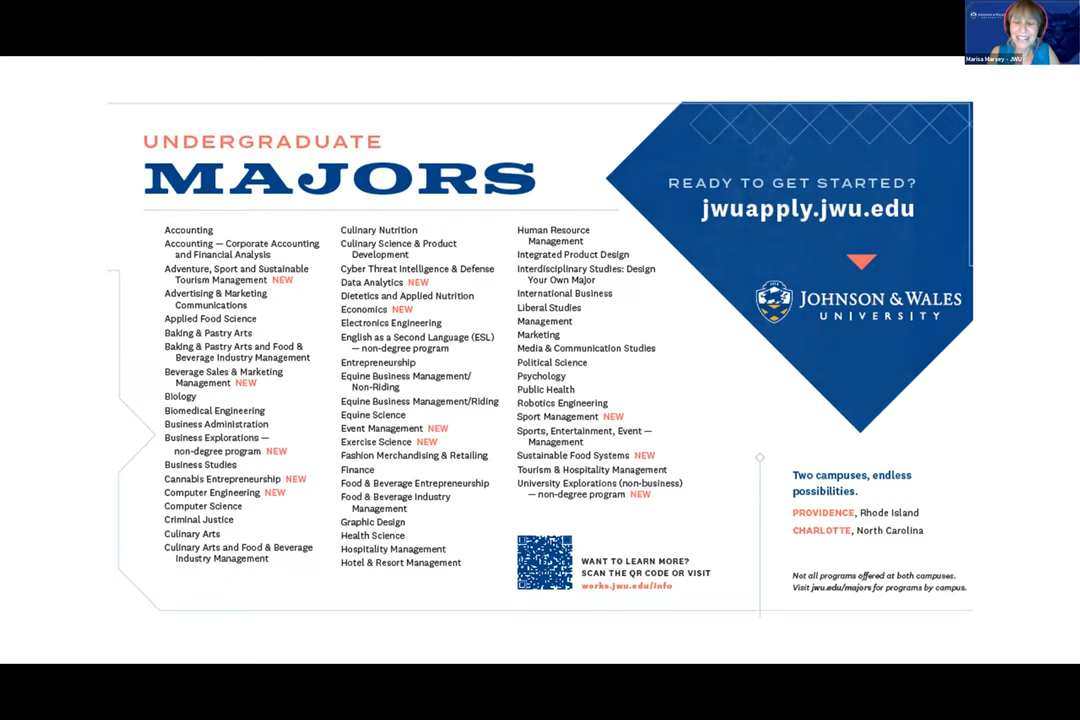 Marisa Marsey - JWU
UNDERGRADUATE
MAJORS
Accounting
Accounting — Corporate Accounting
and Financial Analysis
Adventure, Sport and Sustainable
Tourism Management NEW
Advertising & Marketing
Communications
Applied Food Science
Baking & Pastry Arts
Baking & Pastry Arts and Food &
Beverage Industry Management
Beverage Sales & Marketing
Management NEW
Biology
Biomedical Engineering
Business Administration
Business Explorations —
non-degree program NEW
Business Studies
Cannabis Entrepreneurship NEW
Computer Engineering NEW
Computer Science
Criminal Justice
Culinary Arts
Culinary Arts and Food & Beverage
Industry Management
Culinary Nutrition
Culinary Science & Product
Development
Cyber Threat Intelligence & Defense
Data Analytics NEW
Dietetics and Applied Nutrition
Economics NEW
Electronics Engineering
English as a Second Language (ESL)
— non-degree program
Entrepreneurship
Equine Business Management/
Non-Riding
Equine Business Management/Riding
Equine Science
Event Management NEW
Exercise Science NEW
Fashion Merchandising & Retailing
Finance
Food & Beverage Entrepreneurship
Food & Beverage Industry
Management
Graphic Design
Health Science
Hospitality Management
Hotel & Resort Management
Human Resource
Management
Integrated Product Design
Interdisciplinary Studies: Design
Your Own Major
International Business
Liberal Studies
Management
Marketing
Media & Communication Studies
Political Science
Psychology
Public Health
Robotics Engineering
Sport Management NEW
Sports, Entertainment, Event —
Management
Sustainable Food Systems NEW
Tourism & Hospitality Management
University Explorations (non-business)
— non-degree program NEW
WANT TO LEARN MORE?
SCAN THE QR CODE OR VISIT
works.jwu.edu/info
READY TO GET STARTED?
jwuapply.jwu.edu
JOHNSON & WALES
UNIVERSITY
Two campuses, endless
possibilities.
PROVIDENCE, Rhode Island
CHARLOTTE, North Carolina
Not all programs offered at both campuses.
Visit jwu.edu/majors for programs by campus.